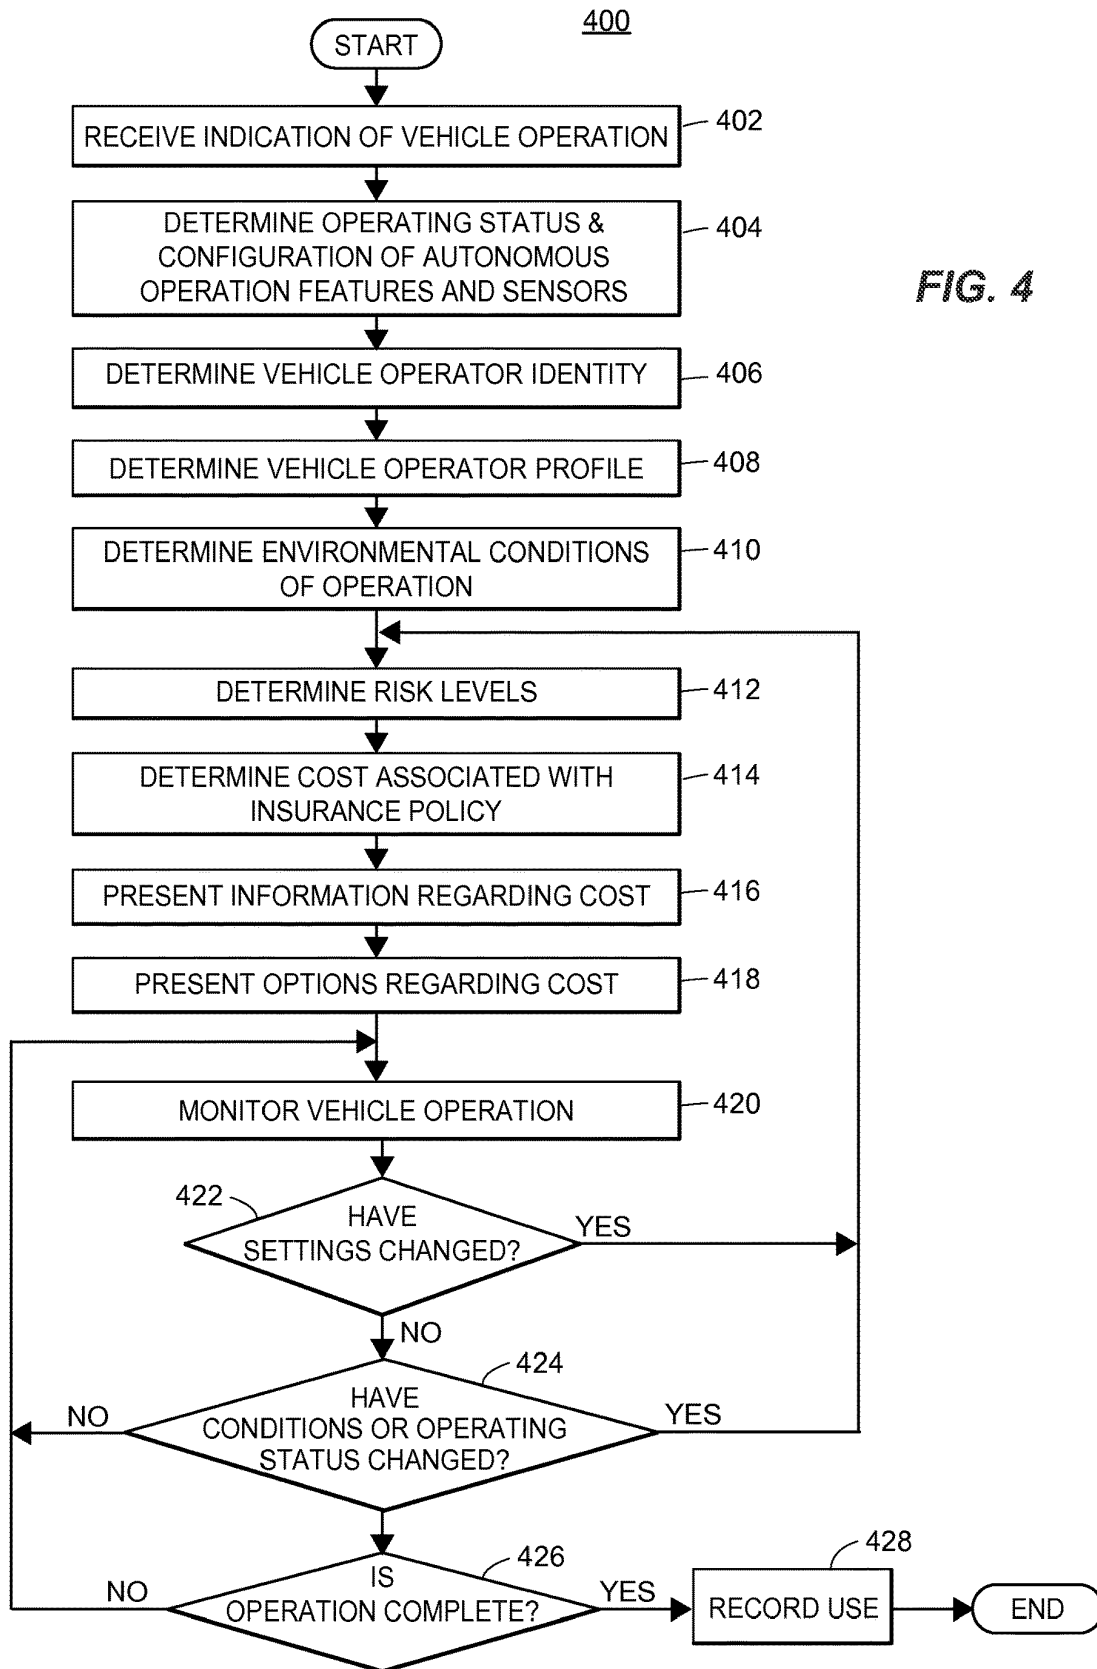 400
START
RECEIVE INDICATION OF VEHICLE OPERATION
402
DETERMINE OPERATING STATUS &
CONFIGURATION OF AUTONOMOUS
OPERATION FEATURES AND SENSORS
404
FIG. 4
DETERMINE VEHICLE OPERATOR IDENTITY
406
DETERMINE VEHICLE OPERATOR PROFILE
408
DETERMINE ENVIRONMENTAL CONDITIONS
OF OPERATION
410
DETERMINE RISK LEVELS
412
DETERMINE COST ASSOCIATED WITH
INSURANCE POLICY
414
PRESENT INFORMATION REGARDING COST
416
PRESENT OPTIONS REGARDING COST
418
MONITOR VEHICLE OPERATION
420
422
HAVE
SETTINGS CHANGED?
YES
NO
424
HAVE
CONDITIONS OR OPERATING
STATUS CHANGED?
NO
YES
426
IS
OPERATION COMPLETE?
NO
YES
428
RECORD USE
END